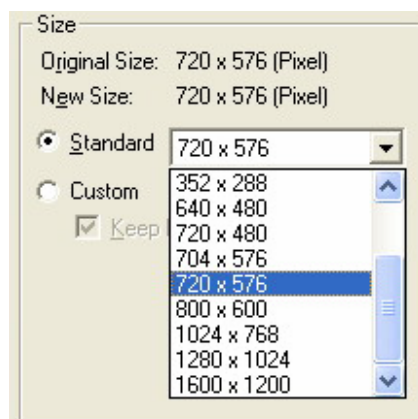 Size
Original Size: 720 x 576 (Pixel)
New Size: 720 x 576 (Pixel)
Standard 720 x 576
352 x 288
Custom
640 x 480
720 x 480
Keep
704 x 576
720 x 576
800 x 600
1024 x 768
1280 x 1024
1600 x 1200